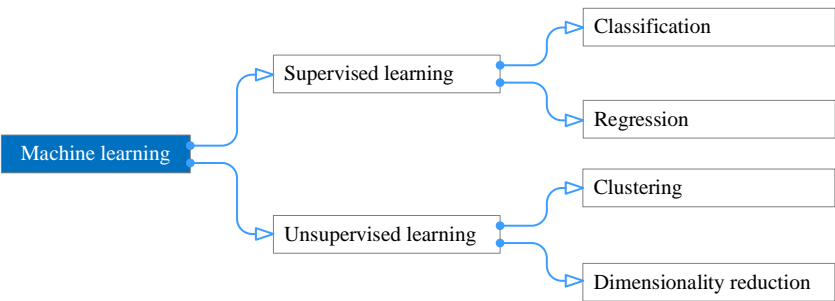 Machine learning
Supervised learning
Classification
Regression
Unsupervised learning
Clustering
Dimensionality reduction